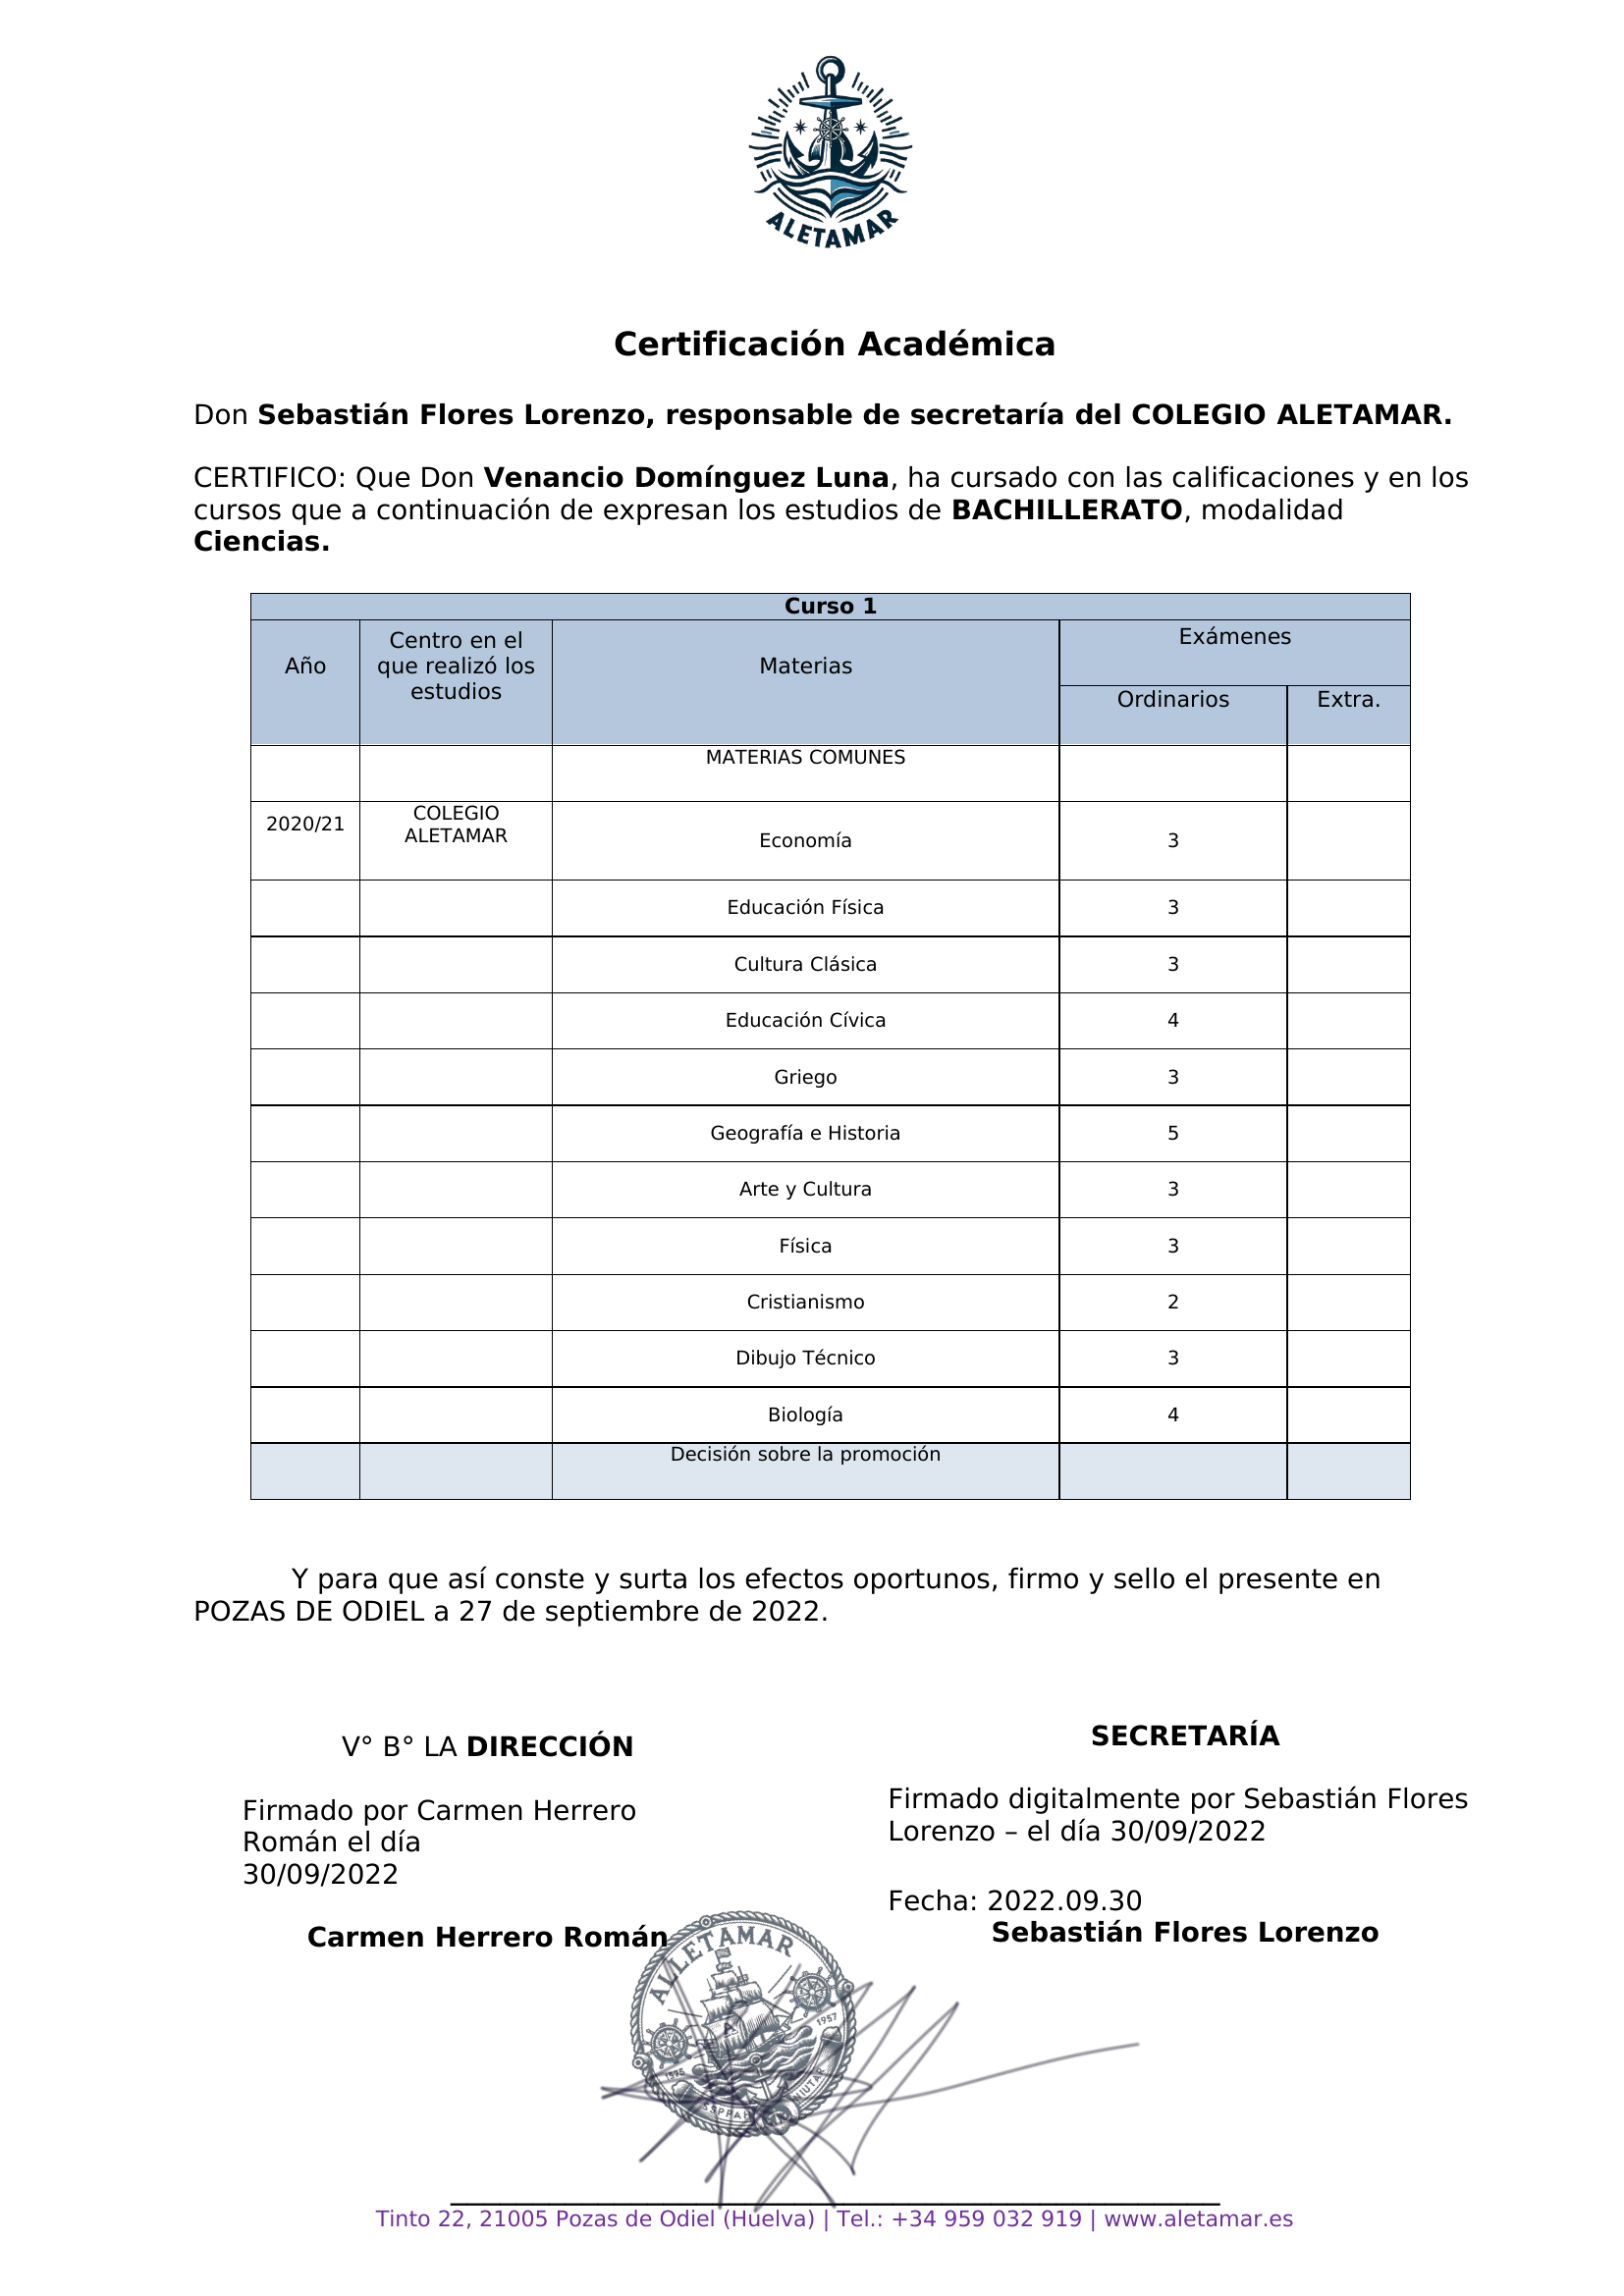 ALETAMAR
Certificación Académica
Don Sebastián Flores Lorenzo, responsable de secretaría del COLEGIO ALETAMAR.
CERTIFICO: Que Don Venancio Domínguez Luna, ha cursado con las calificaciones y en los
cursos que a continuación de expresan los estudios de BACHILLERATO, modalidad
Ciencias.
Curso 1
Año
Centro en el
que realizó los
estudios
Materias
Exámenes
Ordinarios
Extra.
MATERIAS COMUNES
2020/21
COLEGIO
ALETAMAR
Economía
3
Educación Física
3
Cultura Clásica
3
Educación Cívica
4
Griego
3
Geografía e Historia
5
Arte y Cultura
3
Física
3
Cristianismo
2
Dibujo Técnico
3
Biología
4
Decisión sobre la promoción
Y para que así conste y surta los efectos oportunos, firmo y sello el presente en
POZAS DE ODIEL a 27 de septiembre de 2022.
V° B° LA DIRECCIÓN
Firmado por Carmen Herrero
Román el día
30/09/2022
Carmen Herrero Román
SECRETARÍA
Firmado digitalmente por Sebastián Flores
Lorenzo – el día 30/09/2022
Fecha: 2022.09.30
Sebastián Flores Lorenzo
ALLETAMAR
1957
Tinto 22, 21005 Pozas de Odiel (Huelva) | Tel.: +34 959 032 919 | www.aletamar.es